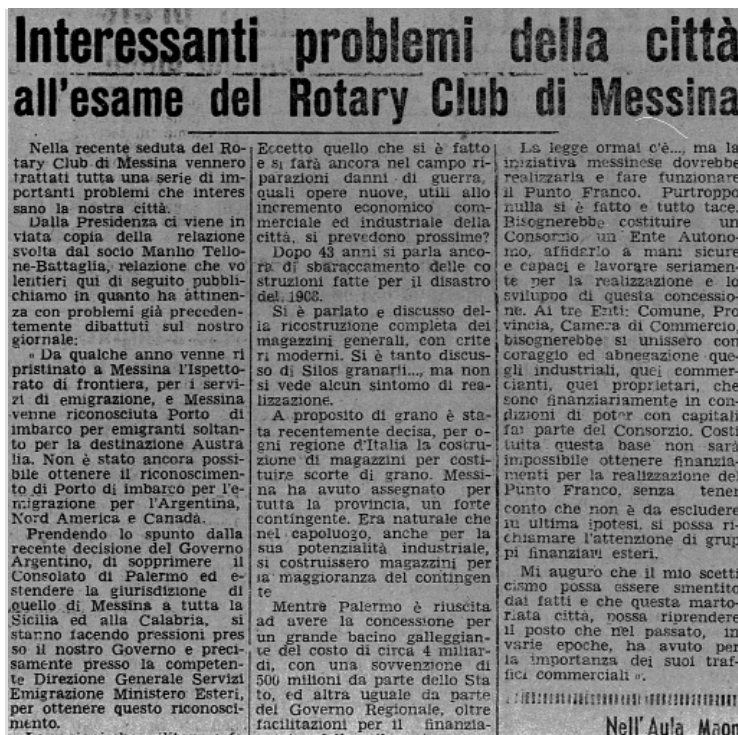 Interessanti problemi della città
all'esame del Rotary Club di Messina
Nella recente seduta del Ro-
tary Club di Messina vennero
trattati tutta una serie di im-
portanti problemi che interes
sano la nostra città.
Dalla Presidenza ci viene in
viata copia della relazione
svolta dal socio Manlio Tello-
ne-Battaglia, relazione che vo
lentieri qui di seguito pubbli-
chiamo in quanto ha attinen-
za con problemi già preceden-
temente dibattuti sul nostro
giornale:
« Da qualche anno venne ri
pristinato a Messina l'Ispetto-
rato di frontiera, per i servi-
zi di emigrazione, e Messina
venne riconosciuta Porto di
imbarco per emigranti soltan-
to per la destinazione Austra
lia. Non è stato ancora possi-
bile ottenere il riconoscimen-
to di Porto di imbarco per l'e-
migrazione per l'Argentina,
Nord America e Canadà.
Prendendo lo spunto dalla
recente decisione del Governo
Argentino, di sopprimere il
Consolato di Palermo ed e-
stendere la giurisdizione di
quello di Messina a tutta la
Sicilia ed alla Calabria, si
stanno facendo pressioni pres
so il nostro Governo e preci-
samente presso la competen-
te Direzione Generale Servizi
Emigrazione Ministero Esteri,
per ottenere questo riconosci-
mento.
Eccetto quello che si è fatto
e si farà ancora nel campo ri-
parazioni danni di guerra,
quali opere nuove, utili allo
incremento economico com-
merciale ed industriale della
città, si prevedono prossime?
Dopo 43 anni si parla anco-
ra di sbaraccamento delle co
struzioni fatte per il disastro
del 1908.
Si è parlato e discusso del-
la ricostruzione completa dei
magazzini generali, con crite
ri moderni. Si è tanto discus-
so di Silos granarii..., ma non
si vede alcun sintomo di rea-
lizzazione.
A proposito di grano è sta-
ta recentemente decisa, per o-
gni regione d'Italia la costru-
zione di magazzini per costi-
tuire scorte di grano. Messi-
na ha avuto assegnato per
tutta la provincia, un forte
contingente. Era naturale che
nel capoluogo, anche per la
sua potenzialità industriale,
si costruissero magazzini per
la maggioranza del contingen
te
Mentre Palermo è riuscita
ad avere la concessione per
un grande bacino galleggian-
te del costo di circa 4 miliar-
di, con una sovvenzione di
500 milioni da parte dello Sta
to, ed altra uguale da parte
del Governo Regionale, oltre
facilitazioni per il finanzia-
La legge ormai c'è..., ma la
iniziativa messinese dovrebbe
realizzarla e fare funzionare
il Punto Franco. Purtroppo
nulla si è fatto e tutto tace.
Bisognerebbe costituire un
Consorzio, un Ente Autono-
mo, affidarlo a mani sicure
e capaci e lavorare seriamen-
te per la realizzazione e lo
sviluppo di questa concessio-
ne. Ai tre Enti: Comune, Pro
vincia, Camera di Commercio,
bisognerebbe si unissero con
coraggio ed abnegazione que-
gli industriali, quei commer-
cianti, quei proprietari, che
sono finanziariamente in con-
dizioni di poter con capitali
far parte del Consorzio. Costi
tuita questa base non sarà
impossibile ottenere finanzia-
menti per la realizzazione del
Punto Franco, senza tener
conto che non è da escludere
in ultima ipotesi, si possa ri-
chiamare l'attenzione di grup
pi finanziari esteri.
Mi auguro che il mio scetti
cismo possa essere smentito
dai fatti e che questa marto-
riata città, possa riprendere
il posto che nel passato, in
varie epoche, ha avuto per
la importanza dei suoi traf-
fici commerciali ».
Nell'Aula Magn